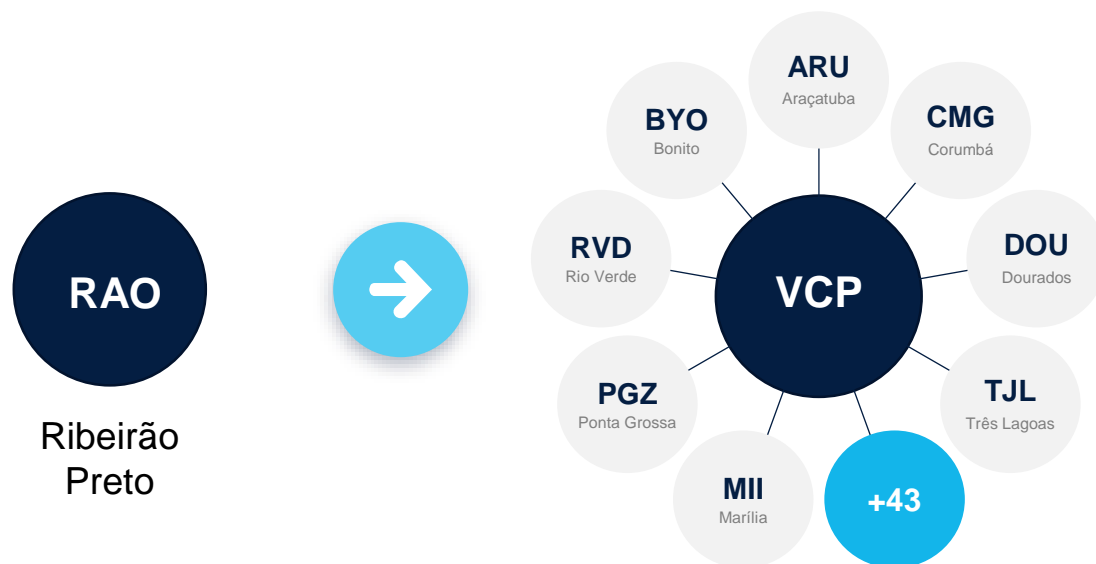 RAO
Ribeirão
Preto
VCP
ARU
Araçatuba
CMG
Corumbá
DOU
Dourados
TJL
Três Lagoas
+43
MII
Marília
PGZ
Ponta Grossa
RVD
Rio Verde
BYO
Bonito